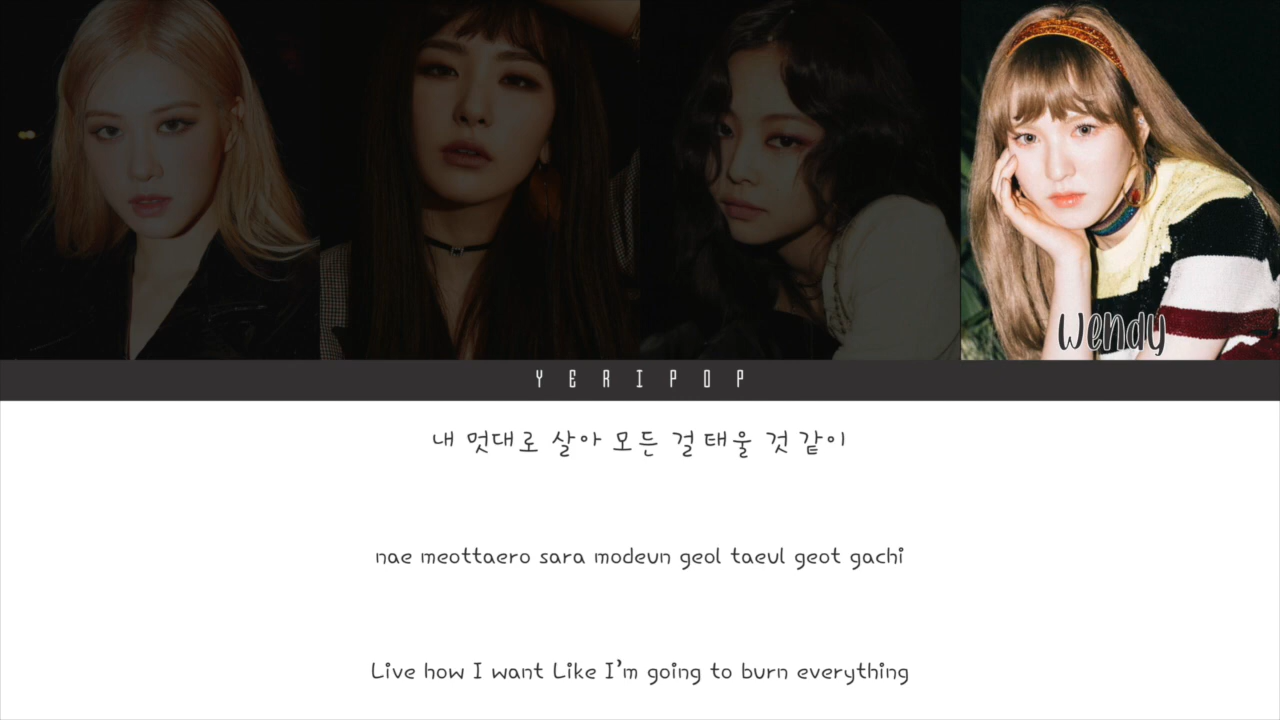 Wendy
YERIPOP
내 멋대로 살아 모든 걸 태울 것 같이
nae meottaero sara modeun geol taeul geot gachi
Live how I want Like I'm going to burn everything